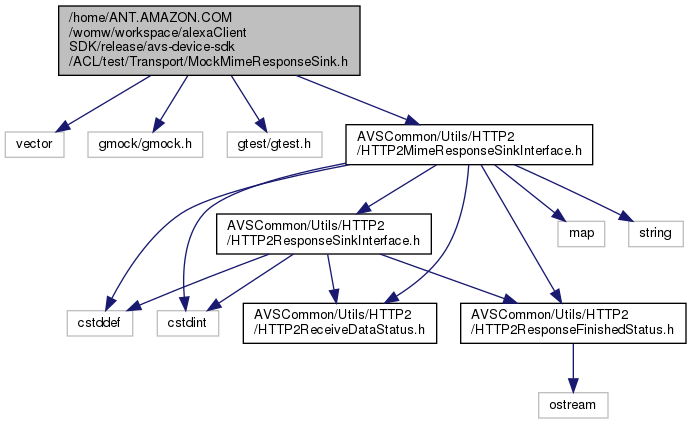 /home/ANT.AMAZON.COM
/womw/workspace/alexaClient
SDK/release/avs-device-sdk
/ACL/test/Transport/MockMimeResponseSink.h
vector
gmock/gmock.h
gtest/gtest.h
AVSCommon/Utils/HTTP2
/HTTP2MimeResponseSinkInterface.h
AVSCommon/Utils/HTTP2
/HTTP2ResponseSinkInterface.h
map
string
cstddef
cstdint
AVSCommon/Utils/HTTP2
/HTTP2ReceiveDataStatus.h
AVSCommon/Utils/HTTP2
/HTTP2ResponseFinishedStatus.h
ostream